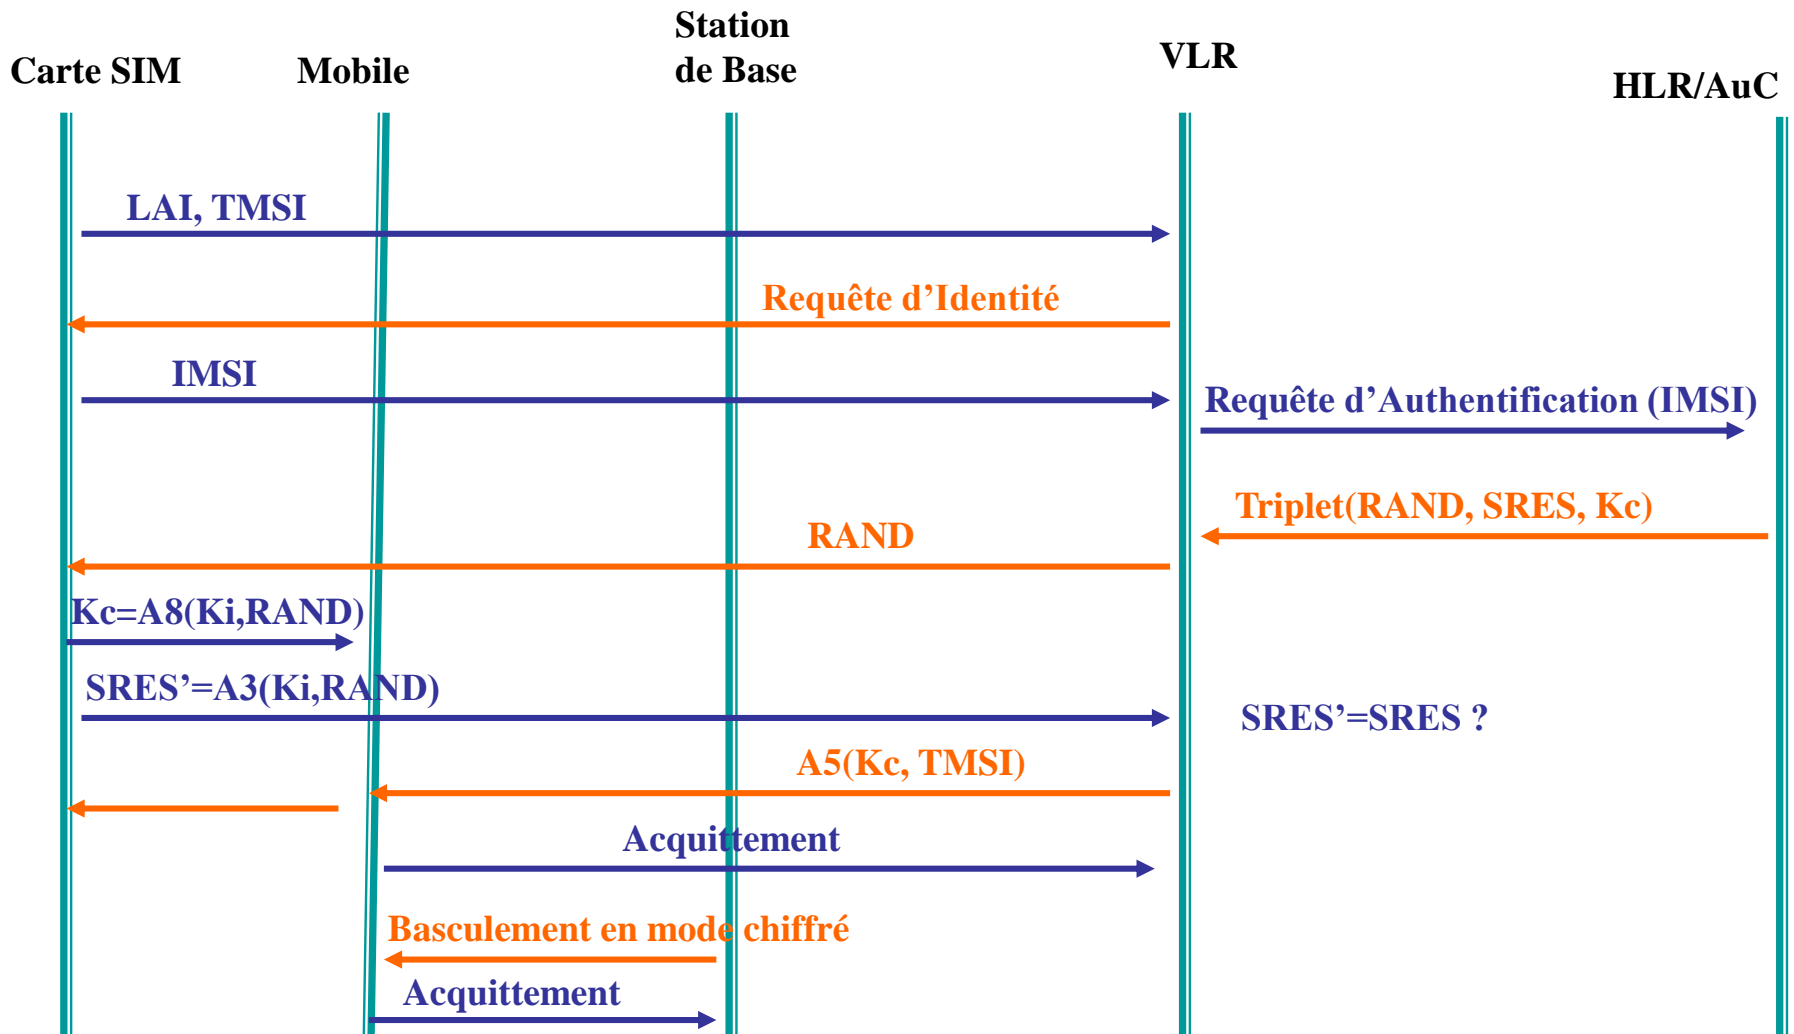 Station
de Base
Carte SIM
Mobile
VLR
HLR/AuC
LAI, TMSI
Requête d’Identité
IMSI
Requête d’Authentification (IMSI)
Triplet(RAND, SRES, Kc)
RAND
Kc=A8(Ki,RAND)
SRES’=A3(Ki,RAND)
SRES’=SRES ?
A5(Kc, TMSI)
Acquittement
Basculement en mode chiffré
Acquittement